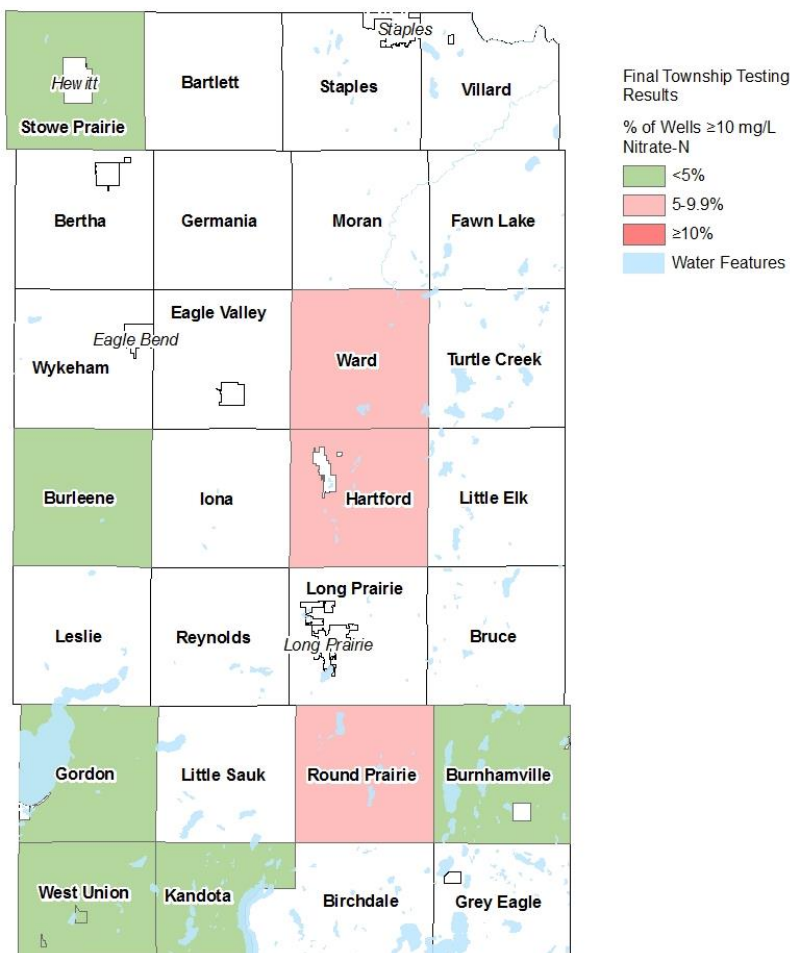 Staples
Hewitt
Bartlett
Staples
Villard
Stowe Prairie
Bertha
Germania
Moran
Fawn Lake
Eagle Valley
Eagle Bend
Wykeham
Ward
Turtle Creek
Burleene
Iona
Hartford
Little Elk
Long Prairie
Leslie
Reynolds
Long Prairie
Bruce
Gordon
Little Sauk
Round Prairie
Burnhamville
West Union
Kandota
Birchdale
Grey Eagle
Final Township Testing
Results
% of Wells ≥10 mg/L
Nitrate-N
<5%
5-9.9%
≥10%
Water Features